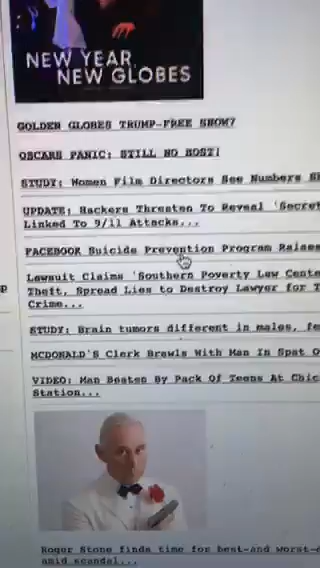 NEW YEAR,
NEW GLOBES
GOLDEN GLOBES TRUMP-FREE SHOW?
OSCARS PANIC: STILL NO HOST!
STUDY: Women Film Directors See Numbers
UPDATE: Hackers Threaten To Reveal 'Secret
Linked To 9/11 Attacks...
FACEBOOK Suicide Prevention Program Raises
Lawsuit Claims 'Southern Poverty Law Cente
Theft, Spread Lies to Destroy Lawyer for T
Crime...
STUDY: Brain tumors different in males, fe
MCDONALD'S Clerk Brawls With Man In Spat O
VIDEO: Man Beaten By Pack Of Teens At Chic
Station...
Roger Stone finds time for best-and worst-
amid scandal...